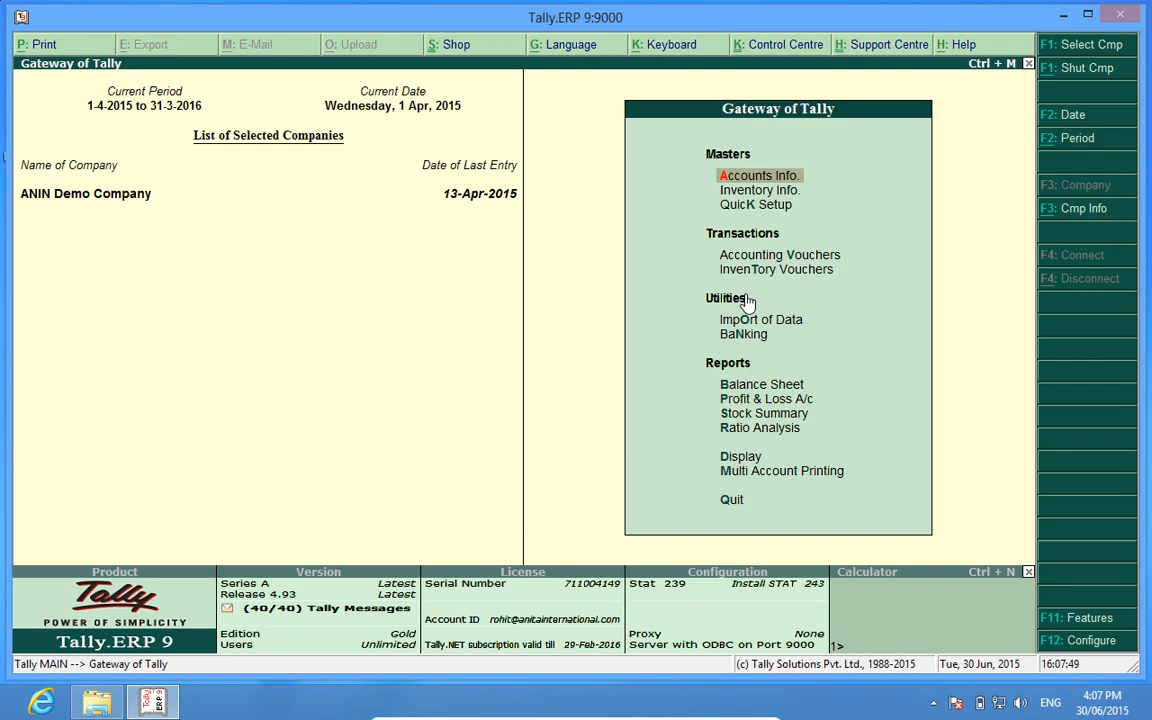 Tally.ERP 9:9000
P: Print
E: Export
M: E-Mail
O: Upload
S: Shop
G: Language
K: Keyboard
K: Control Centre
H: Support Centre
H: Help
Gateway of Tally
Ctrl + M
Current Period
1-4-2015 to 31-3-2016
Current Date
Wednesday, 1 Apr, 2015
List of Selected Companies
Name of Company
Date of Last Entry
ANIN Demo Company
13-Apr-2015
Gateway of Tally
Masters
Accounts Info.
Inventory Info.
QuicK Setup
Transactions
Accounting Vouchers
InvenTory Vouchers
Utilities
ImpOrt of Data
BaNking
Reports
Balance Sheet
Profit & Loss A/c
Stock Summary
Ratio Analysis
Display
Multi Account Printing
Quit
F1: Select Cmp
F1: Shut Cmp
F2: Date
F2: Period
F3: Company
F3: Cmp Info
F4: Connect
F4: Disconnect
F11: Features
F12: Configure
Product
Tally
POWER OF SIMPLICITY
Tally.ERP 9
Version
Series A Latest
Release 4.93 Latest
(40/40) Tally Messages
Edition Gold
Users Unlimited
License
Serial Number 711004149
Account ID rohit@anitainternational.com
Tally.NET subscription valid till 29-Feb-2016
Configuration
Stat 239 Install STAT 243
Proxy None
Server with ODBC on Port 9000
Calculator
Ctrl + N
1>
Tally MAIN --> Gateway of Tally
(c) Tally Solutions Pvt. Ltd., 1988-2015
Tue, 30 Jun, 2015
16:07:49
Tally
ERP 9
ENG
4:07 PM
30/06/2015